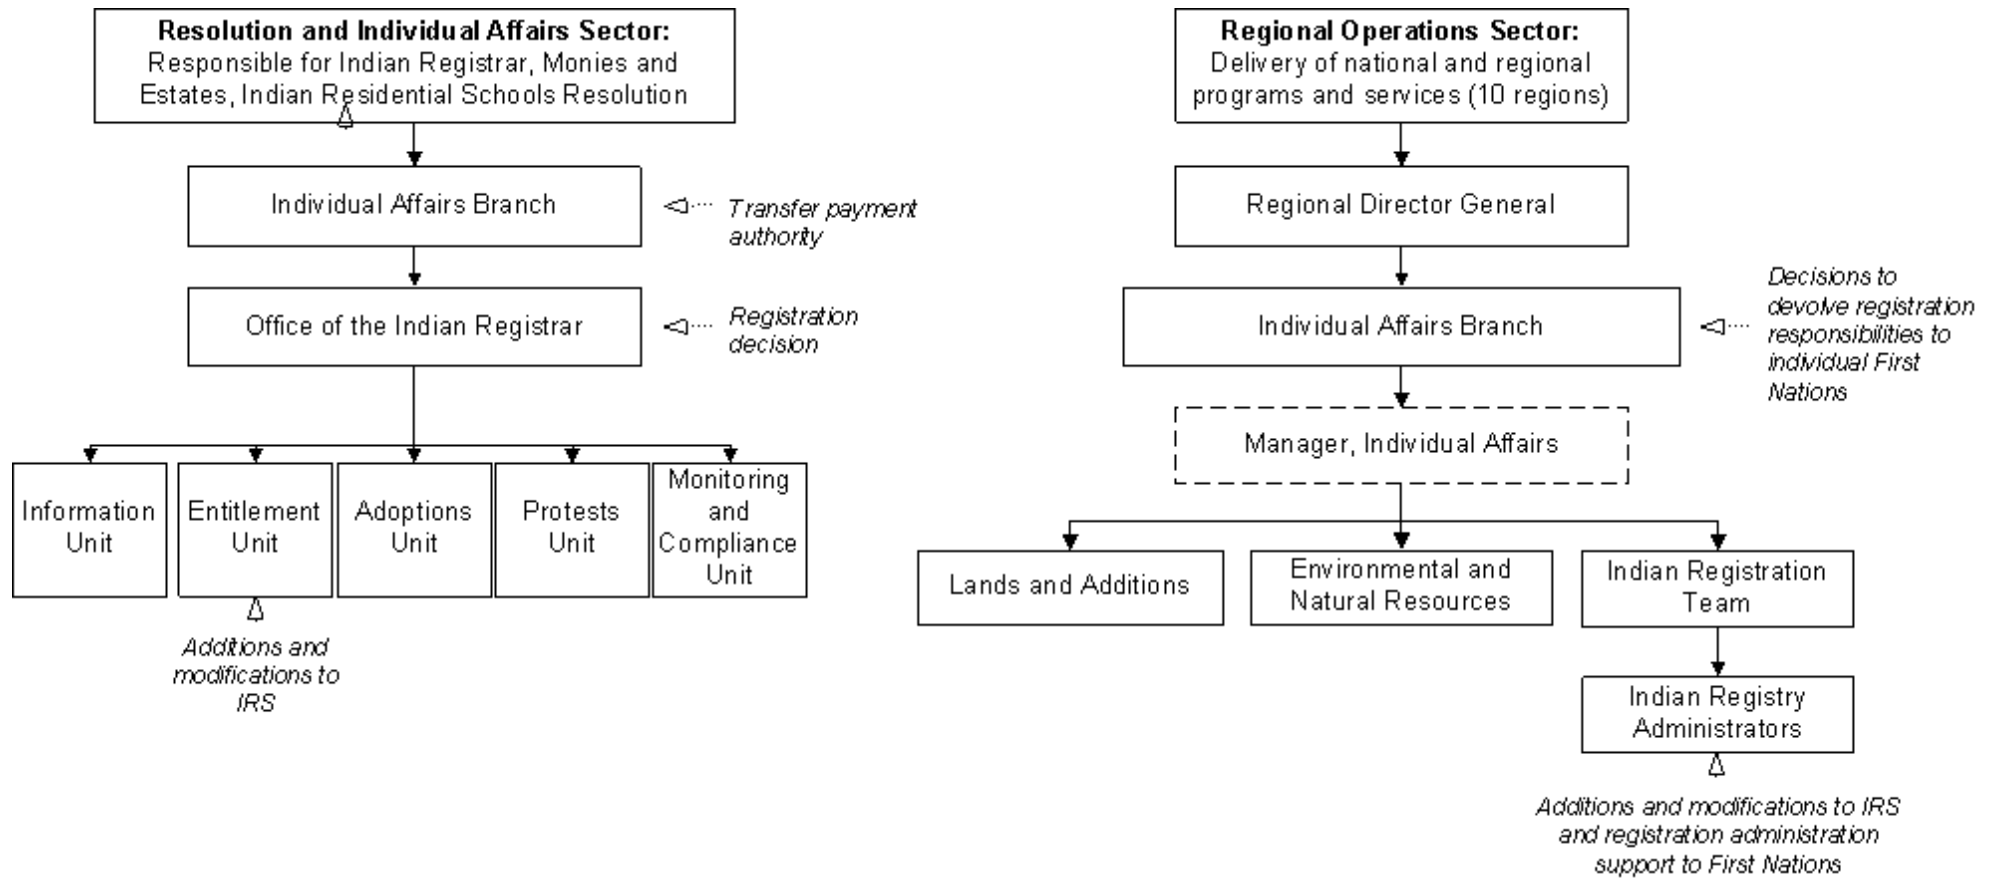 Resolution and Individual Affairs Sector:
Responsible for Indian Registrar, Monies and
Estates, Indian Residential Schools Resolution
Individual Affairs Branch
Transfer payment
authority
Office of the Indian Registrar
Registration
decision
Information
Unit
Entitlement
Unit
Adoptions
Unit
Protests
Unit
Monitoring
and
Compliance
Unit
Additions and
modifications to
IRS
Regional Operations Sector:
Delivery of national and regional
programs and services (10 regions)
Regional Director General
Individual Affairs Branch
Decisions to
devolve registration
responsibilities to
individual First
Nations
Manager, Individual Affairs
Lands and Additions
Environmental and
Natural Resources
Indian Registration
Team
Indian Registry
Administrators
Additions and modifications to IRS
and registration administration
support to First Nations